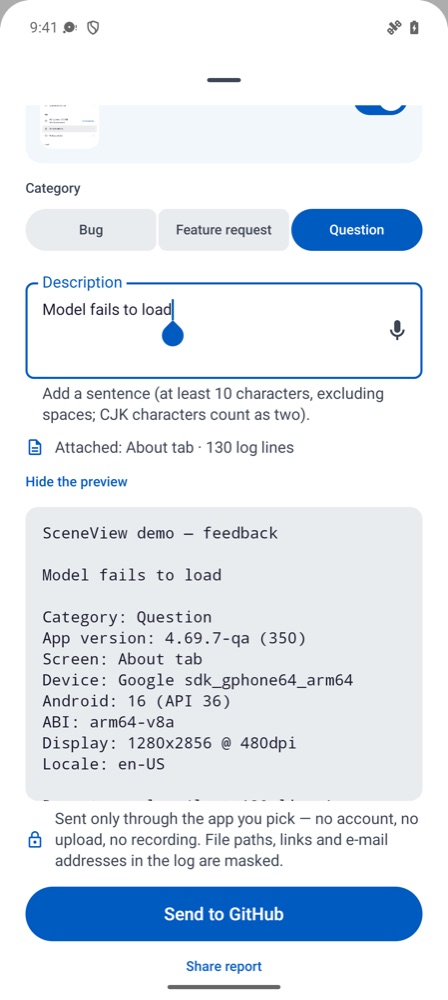 9:41
Category
Bug
Feature request
Question
Description
Model fails to load
Add a sentence (at least 10 characters, excluding
spaces; CJK characters count as two).
Attached: About tab · 130 log lines
Hide the preview
SceneView demo — feedback
Model fails to load
Category: Question
App version: 4.69.7-qa (350)
Screen: About tab
Device: Google sdk_gphone64_arm64
Android: 16 (API 36)
ABI: arm64-v8a
Display: 1280x2856 @ 480dpi
Locale: en-US
Sent only through the app you pick — no account, no
upload, no recording. File paths, links and e-mail
addresses in the log are masked.
Send to GitHub
Share report